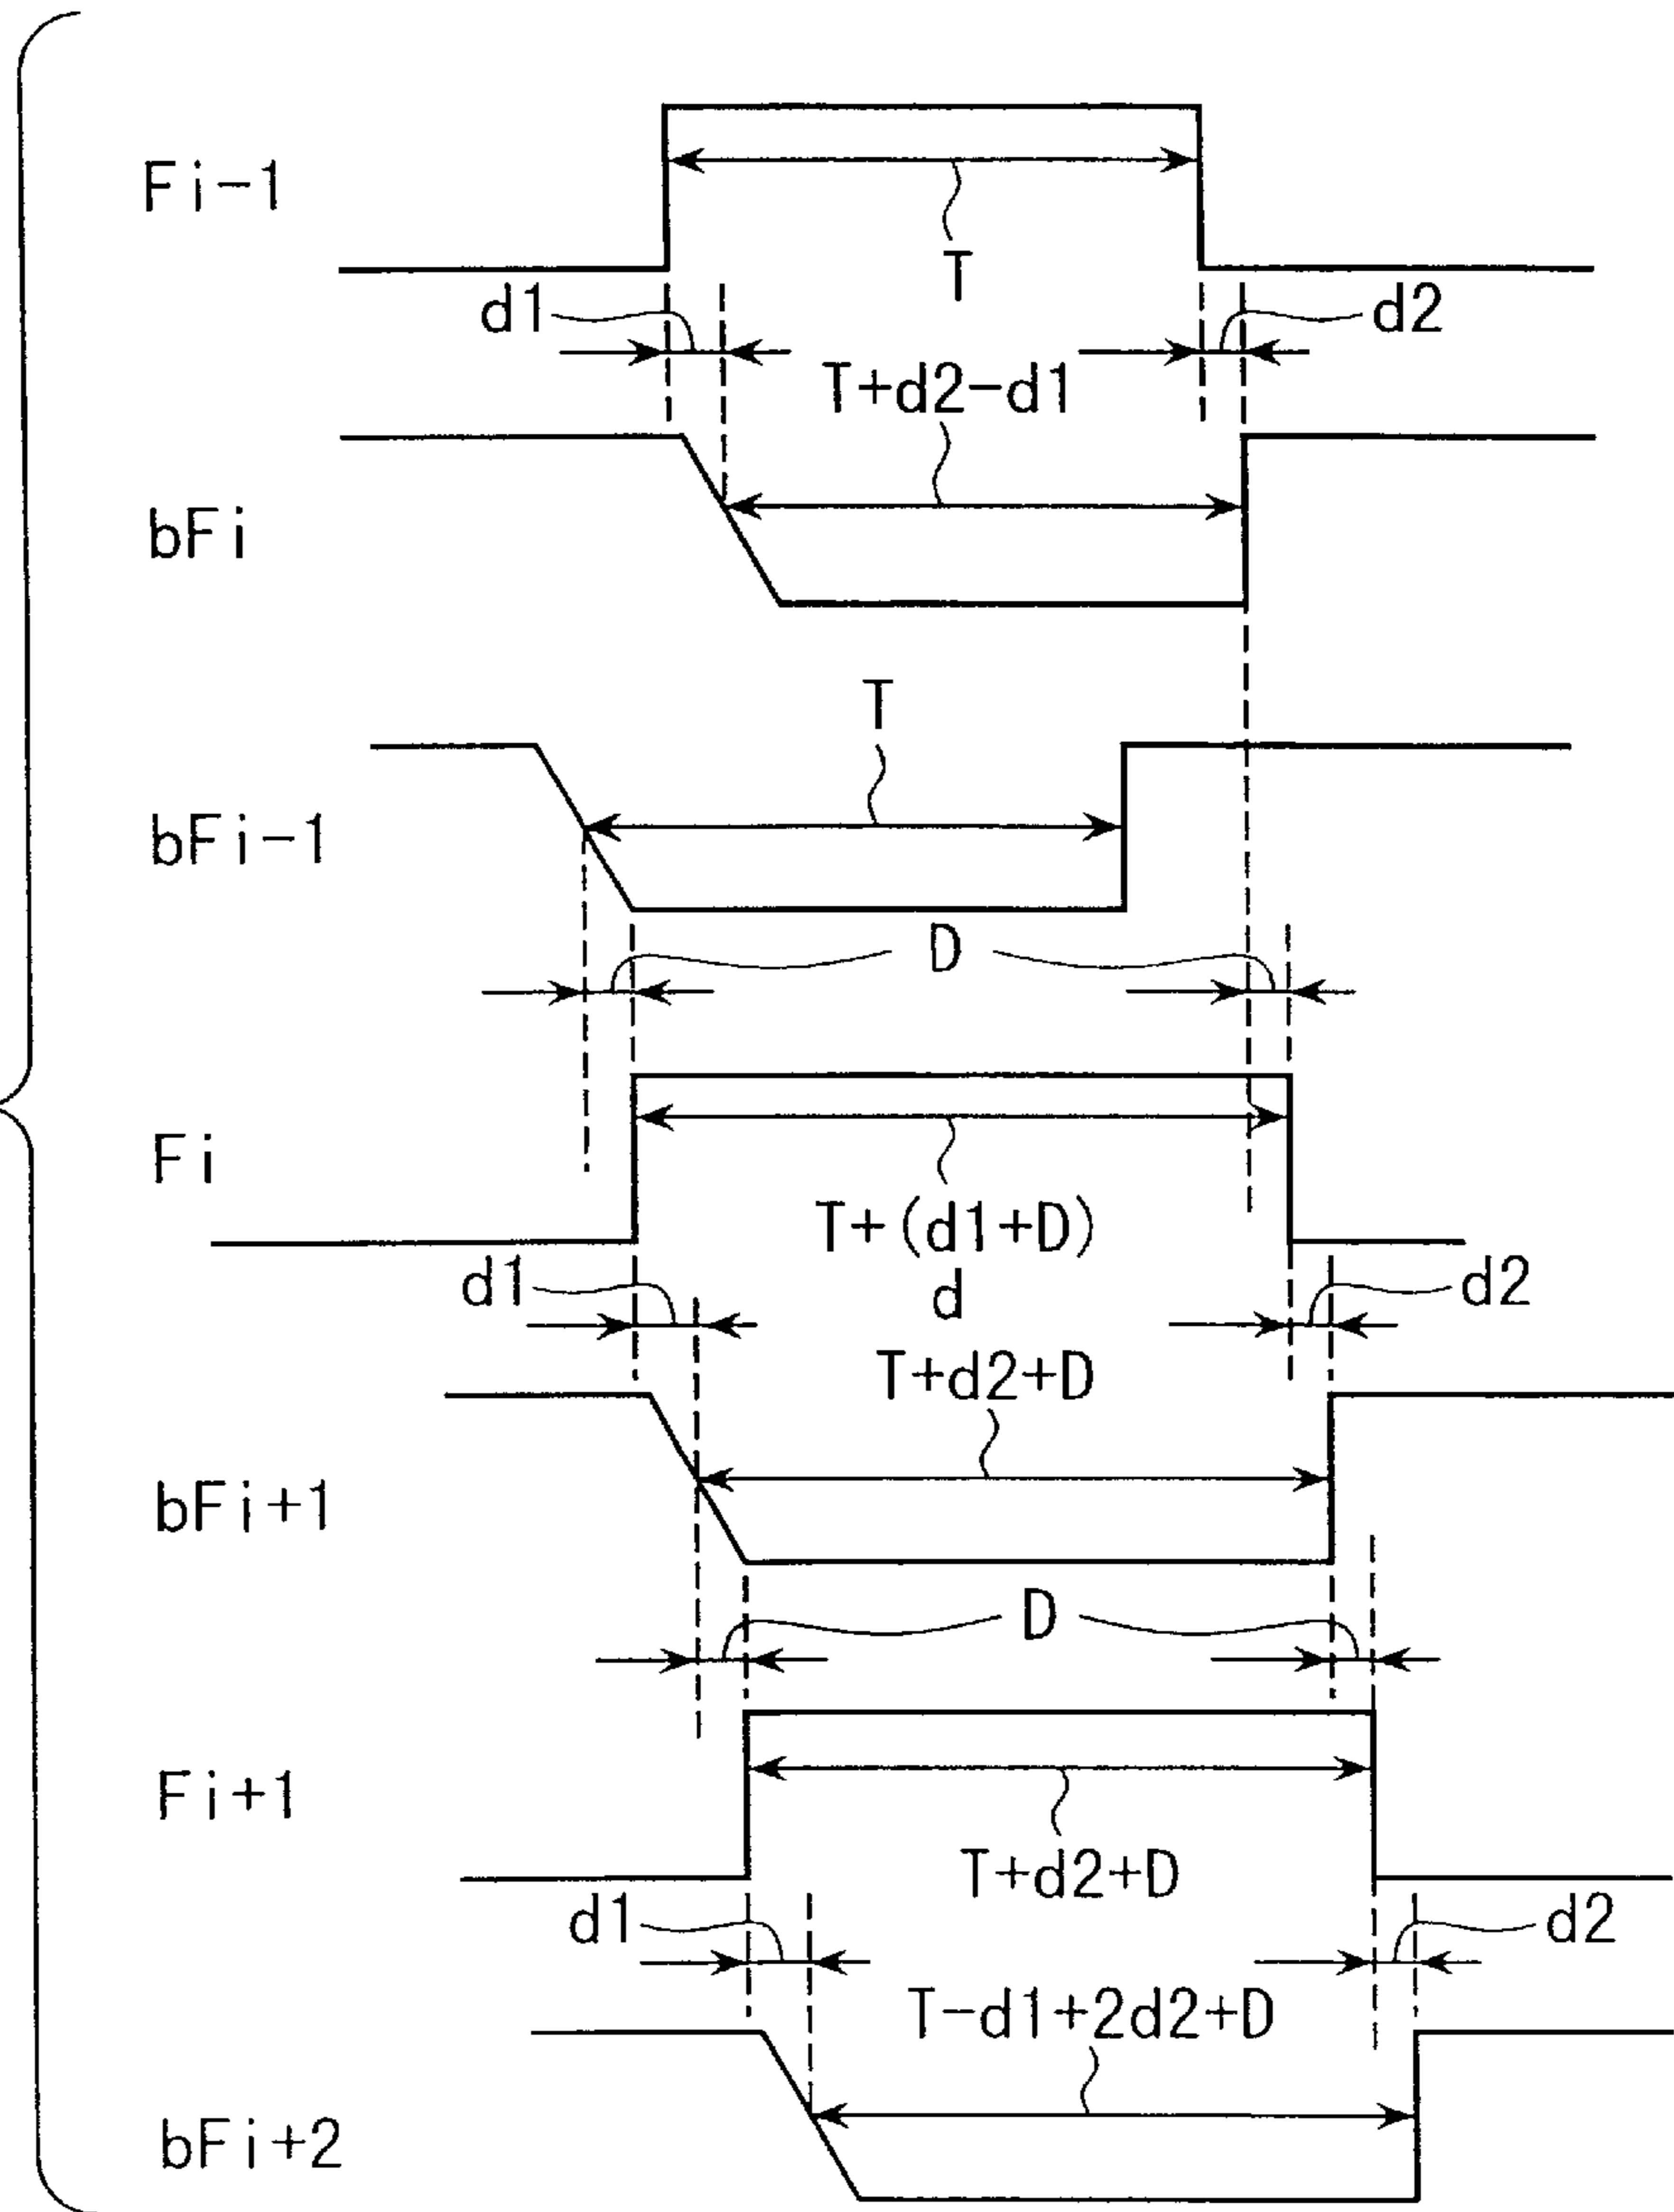 Fi-1
T
d1
d2
T+d2-d1
bFi
T
bFi-1
D
Fi
T+(d1+D)
d1
d
d2
T+d2+D
bFi+1
D
Fi+1
T+d2+D
d1
d2
T-d1+2d2+D
bFi+2